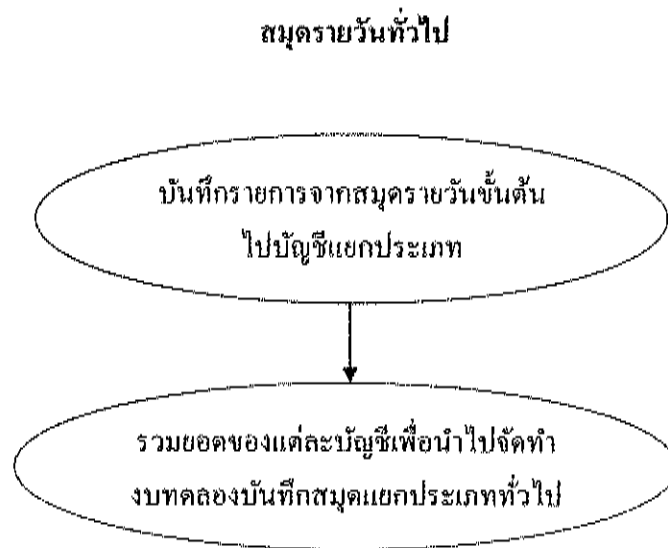 สมุดรายวันทั่วไป
บันทึกรายการจากสมุดรายวันขั้นต้น
ไปบัญชีแยกประเภท
รวมยอดของแต่ละบัญชีเพื่อนำไปจัดทำ
งบทดลองบันทึกสมุดแยกประเภททั่วไป